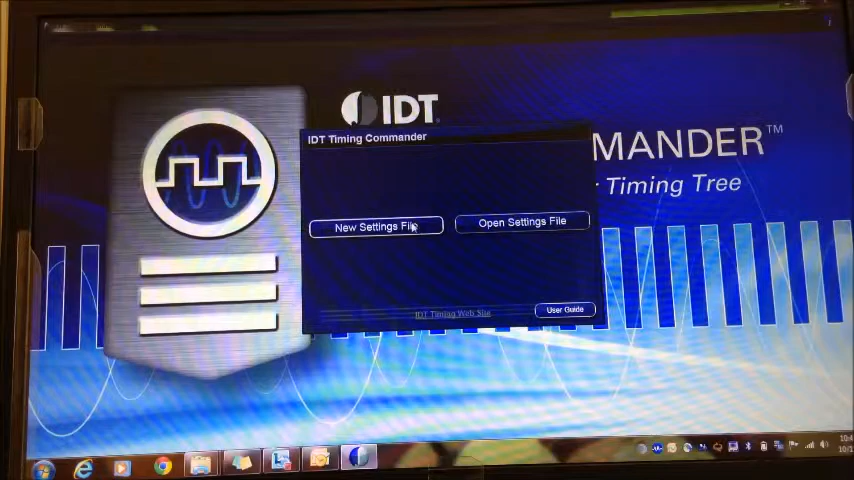 IDT
IDT Timing Commander
MANDER™
Timing Tree
New Settings File
Open Settings File
IDT Timing Web Site
User Guide